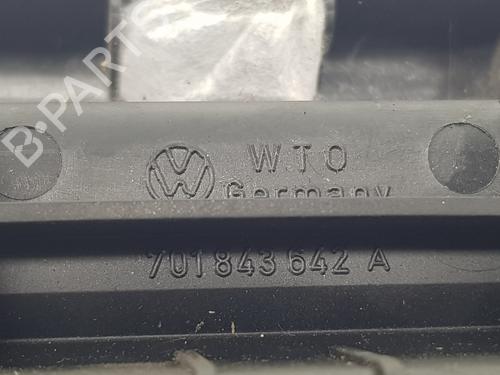 B-PARTS
WTO
Germany
701 843 642 A